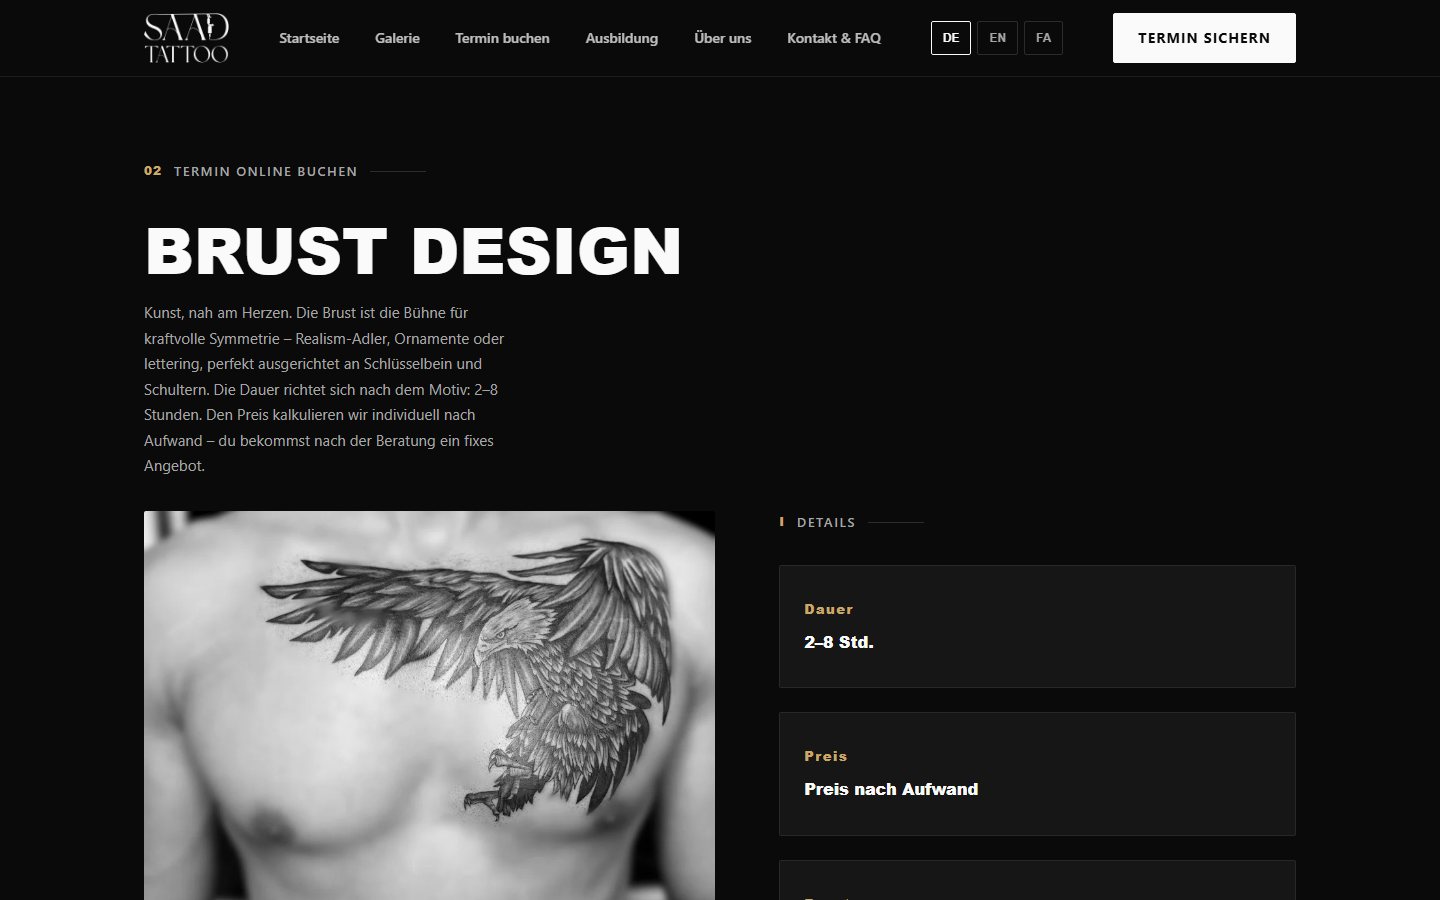 SAAD
TATTOO
Startseite
Galerie
Termin buchen
Ausbildung
Über uns
Kontakt & FAQ
DE
EN
FA
TERMIN SICHERN
02 TERMIN ONLINE BUCHEN
BRUST DESIGN
Kunst, nah am Herzen. Die Brust ist die Bühne für
kraftvolle Symmetrie – Realism-Adler, Ornamente oder
lettering, perfekt ausgerichtet an Schlüsselbein und
Schultern. Die Dauer richtet sich nach dem Motiv: 2–8
Stunden. Den Preis kalkulieren wir individuell nach
Aufwand – du bekommst nach der Beratung ein fixes
Angebot.
I DETAILS
Dauer
2–8 Std.
Preis
Preis nach Aufwand